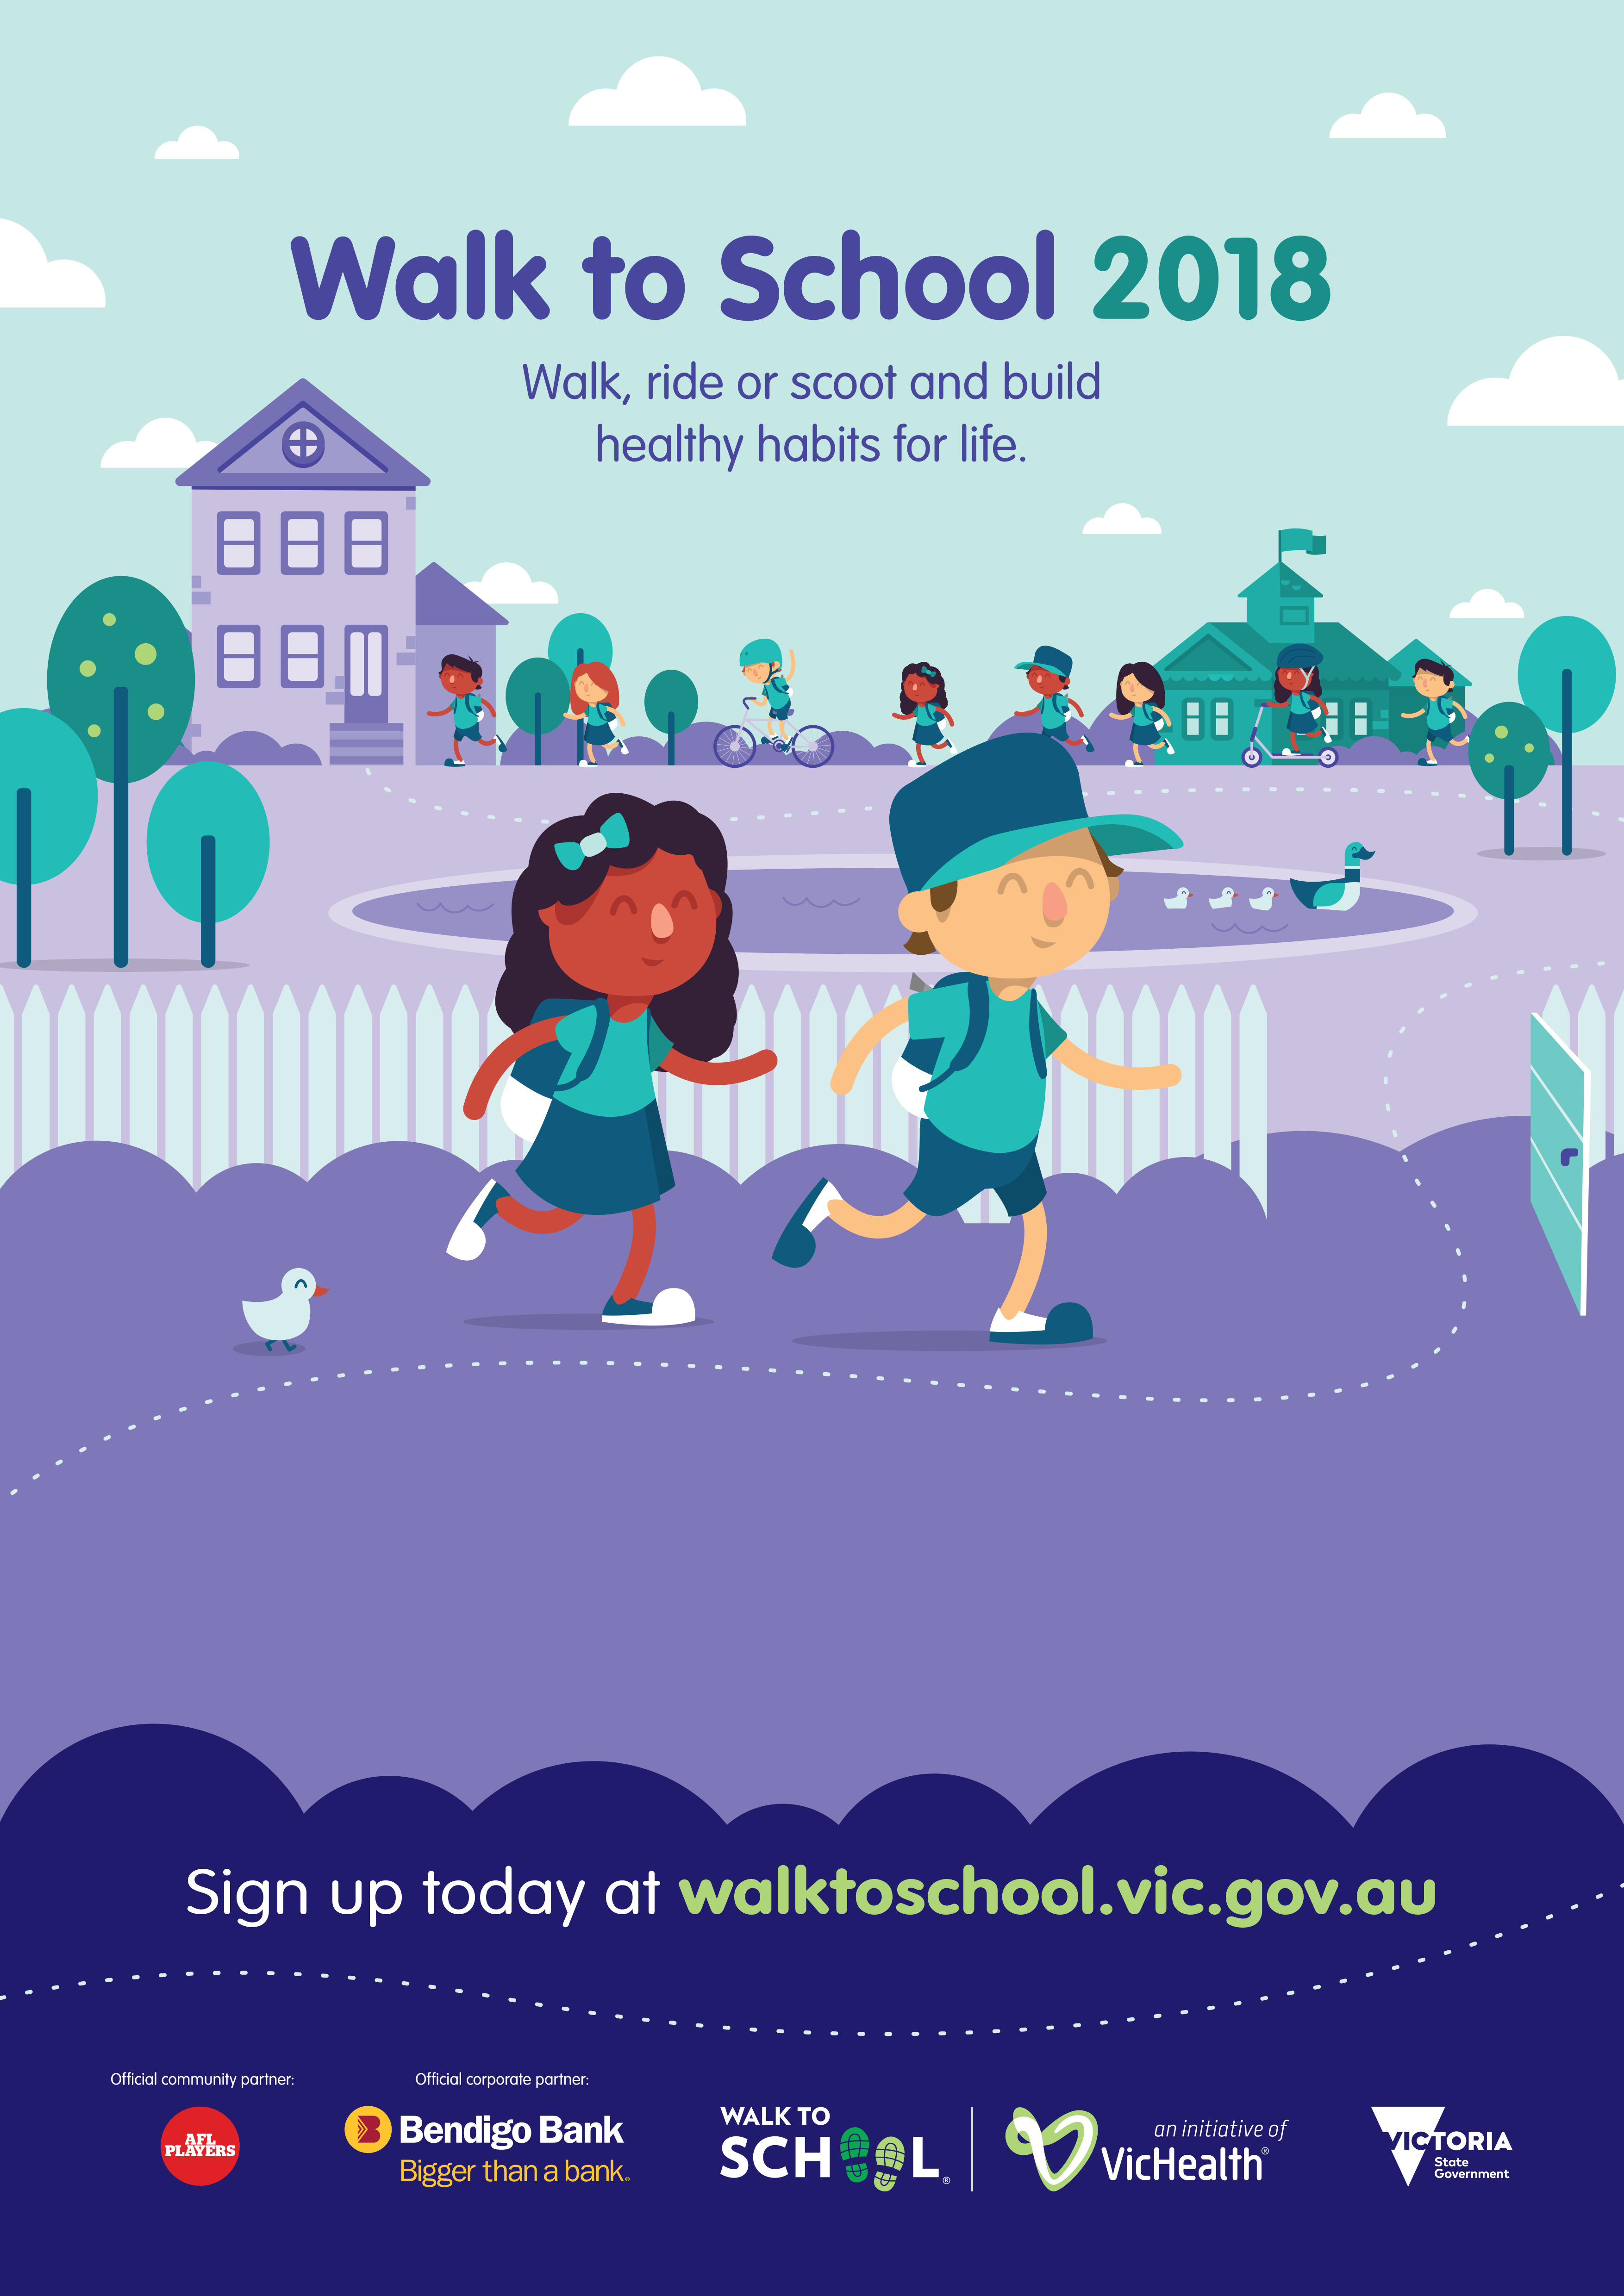 Walk to School 2018
Walk, ride or scoot and build
healthy habits for life.
Sign up today at walktoschool.vic.gov.au
Official community partner:
AFL
PLAYERS
Official corporate partner:
B Bendigo Bank
Bigger than a bank.®
WALK TO
SCHOOL®
an initiative of
VicHealth®
VICTORIA
State
Government